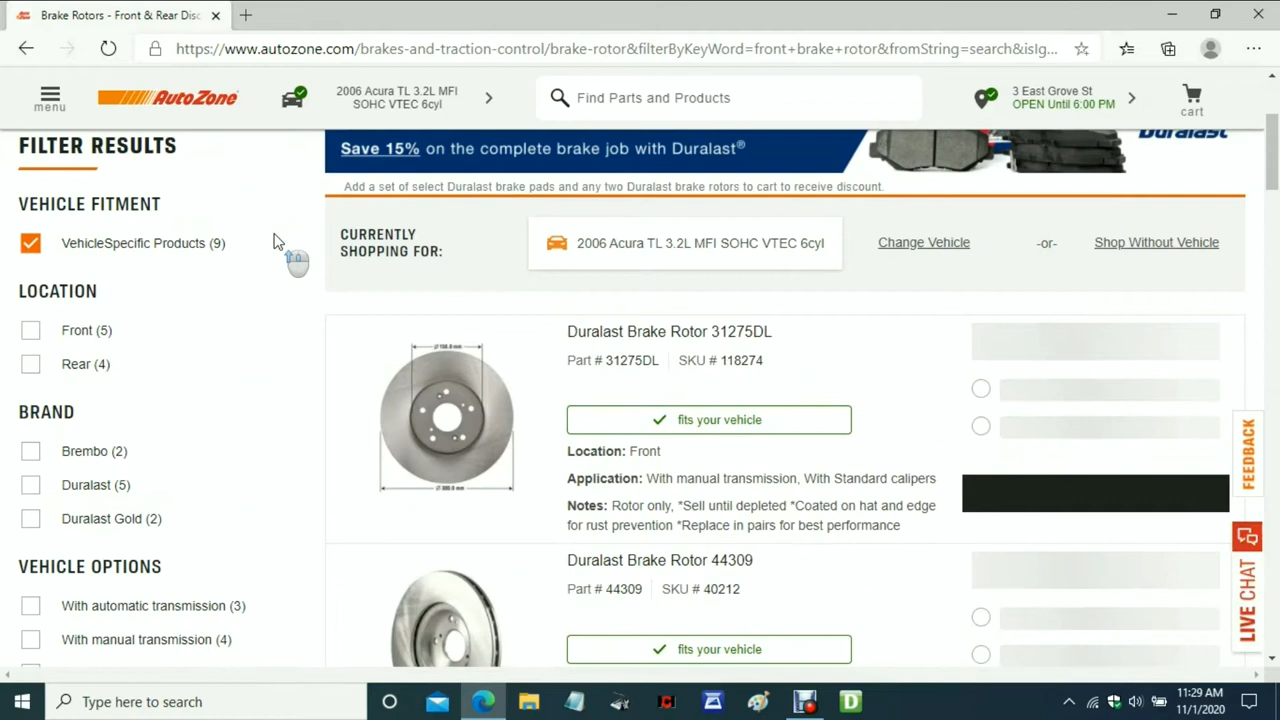 Brake Rotors - Front & Rear Disc
https://www.autozone.com/brakes-and-traction-control/brake-rotor&filterByKeyWord=front+brake+rotor&fromString=search&isIg...
menu
AutoZone
2006 Acura TL 3.2L MFI
SOHC VTEC 6cyl
Find Parts and Products
3 East Grove St
OPEN Until 6:00 PM
cart
FILTER RESULTS
VEHICLE FITMENT
VehicleSpecific Products (9)
LOCATION
Front (5)
Rear (4)
BRAND
Brembo (2)
Duralast (5)
Duralast Gold (2)
VEHICLE OPTIONS
With automatic transmission (3)
With manual transmission (4)
Save 15% on the complete brake job with Duralast®
Duralast
Add a set of select Duralast brake pads and any two Duralast brake rotors to cart to receive discount.
CURRENTLY
SHOPPING FOR:
2006 Acura TL 3.2L MFI SOHC VTEC 6cyl
Change Vehicle
-or-
Shop Without Vehicle
Duralast Brake Rotor 31275DL
Part # 31275DL SKU # 118274
fits your vehicle
Location: Front
Application: With manual transmission, With Standard calipers
Notes: Rotor only, *Sell until depleted *Coated on hat and edge
for rust prevention *Replace in pairs for best performance
Duralast Brake Rotor 44309
Part # 44309 SKU # 40212
fits your vehicle
FEEDBACK
LIVE CHAT
Type here to search
11:29 AM
11/1/2020